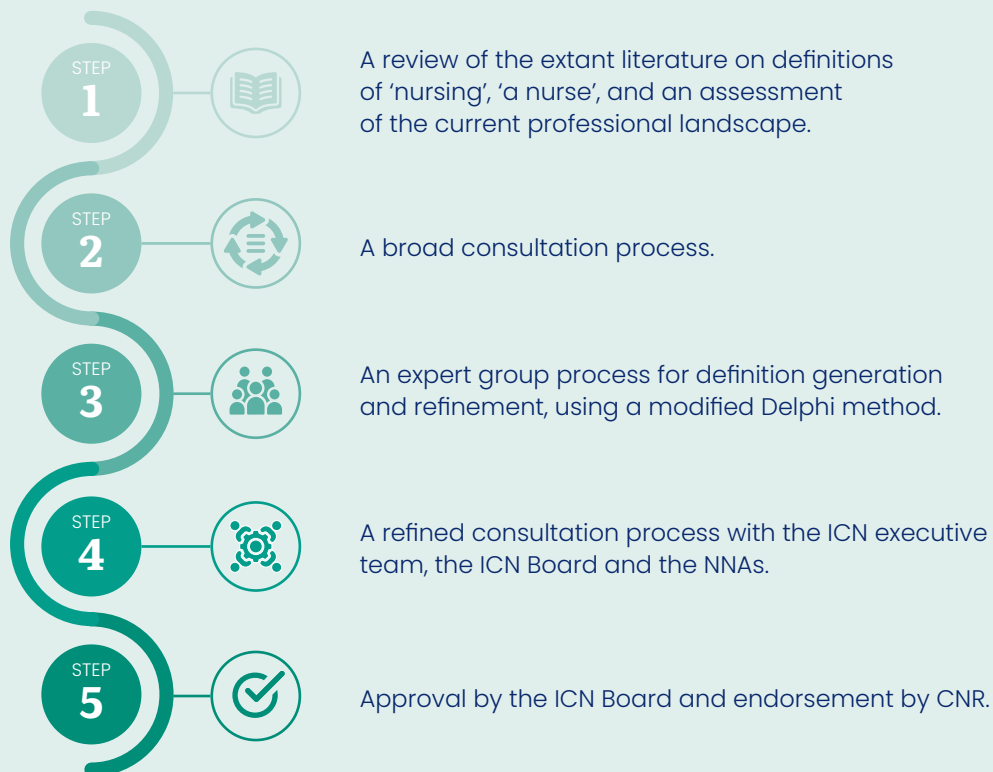 STEP
1
A review of the extant literature on definitions
of ‘nursing’, ‘a nurse’, and an assessment
of the current professional landscape.
STEP
2
A broad consultation process.
STEP
3
An expert group process for definition generation
and refinement, using a modified Delphi method.
STEP
4
A refined consultation process with the ICN executive
team, the ICN Board and the NNAs.
STEP
5
Approval by the ICN Board and endorsement by CNR.